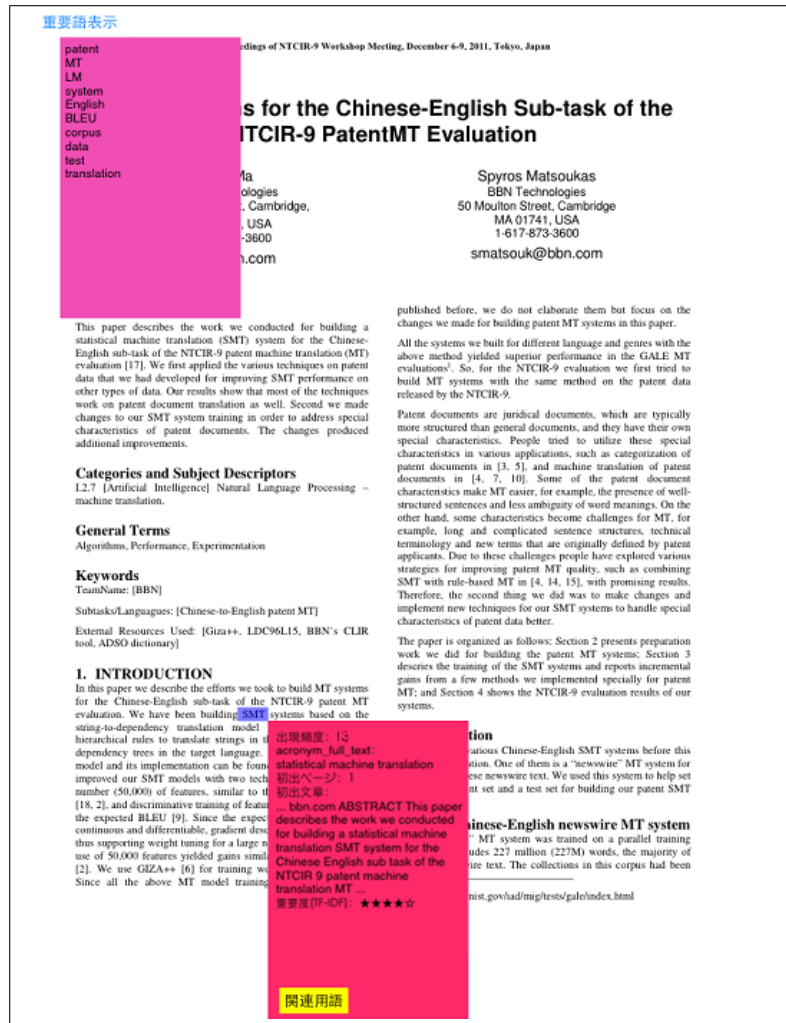 重要語表示
patent
MT
LM
system
English
BLEU
corpus
data
test
translation
edings of NTCIR-9 Workshop Meeting, December 6-9, 2011, Tokyo, Japan
s for the Chinese-English Sub-task of the
NTCIR-9 PatentMT Evaluation
Ma
ologies
, Cambridge,
, USA
-3600
n.com
Spyros Matsoukas
BBN Technologies
50 Moulton Street, Cambridge
MA 01741, USA
1-617-873-3600
smatsouk@bbn.com
This paper describes the work we conducted for building a
statistical machine translation (SMT) system for the Chinese-
English sub-task of the NTCIR-9 patent machine translation (MT)
evaluation [17]. We first applied the various techniques on patent
data that we had developed for improving SMT performance on
other types of data. Our results show that most of the techniques
work on patent document translation as well. Second we made
changes to our SMT system training in order to address special
characteristics of patent documents. The changes produced
additional improvements.
Categories and Subject Descriptors
I.2.7 [Artificial Intelligence] Natural Language Processing –
machine translation.
General Terms
Algorithms, Performance, Experimentation
Keywords
TeamName: [BBN]
Subtasks/Languagues: [Chinese-to-English patent MT]
External Resources Used: [Giza++, LDC96L15, BBN's CLIR
tool, ADSO dictionary]
1. INTRODUCTION
In this paper we describe the efforts we took to build MT systems
for the Chinese-English sub-task of the NTCIR-9 patent MT
evaluation. We have been building SMT systems based on the
string-to-dependency translation model
hierarchical rules to translate strings in t
dependency trees in the target language.
model and its implementation can be foun
improved our SMT models with two tech
number (50,000) of features, similar to th
[18, 2], and discriminative training of featur
the expected BLEU [9]. Since the expec
continuous and differentiable, gradient desc
thus supporting weight tuning for a large n
use of 50,000 features yielded gains simila
[2]. We use GIZA++ [6] for training wo
Since all the above MT model training
出現頻度: 13
acronym_full_text:
statistical machine translation
初出ページ: 1
初出文章:
... bbn.com ABSTRACT This paper
describes the work we conducted
for building a statistical machine
translation SMT system for the
Chinese English sub task of the
NTCIR 9 patent machine
translation MT ...
重要度(TF-IDF): ★★★★☆
関連用語
published before, we do not elaborate them but focus on the
changes we made for building patent MT systems in this paper.
All the systems we built for different language and genres with the
above method yielded superior performance in the GALE MT
evaluations1. So, for the NTCIR-9 evaluation we first tried to
build MT systems with the same method on the patent data
released by the NTCIR-9.
Patent documents are juridical documents, which are typically
more structured than general documents, and they have their own
special characteristics. People tried to utilize these special
characteristics in various applications, such as categorization of
patent documents in [3, 5], and machine translation of patent
documents in [4, 7, 10]. Some of the patent document
characteristics make MT easier, for example, the presence of well-
structured sentences and less ambiguity of word meanings. On the
other hand, some characteristics become challenges for MT, for
example, long and complicated sentence structures, technical
terminology and new terms that are originally defined by patent
applicants. Due to these challenges people have explored various
strategies for improving patent MT quality, such as combining
SMT with rule-based MT in [4, 14, 15], with promising results.
Therefore, the second thing we did was to make changes and
implement new techniques for our SMT systems to handle special
characteristics of patent data better.
The paper is organized as follows: Section 2 presents preparation
work we did for building the patent MT systems; Section 3
descries the training of the SMT systems and reports incremental
gains from a few methods we implemented specially for patent
MT; and Section 4 shows the NTCIR-9 evaluation results of our
systems.
tion
various Chinese-English SMT systems before this
tion. One of them is a "newswire" MT system for
ese newswire text. We used this system to help set
nt set and a test set for building our patent SMT
hinese-English newswire MT system
" MT system was trained on a parallel training
udes 227 million (227M) words, the majority of
ire text. The collections in this corpus had been
nist.gov/iad/mig/tests/gale/index.html